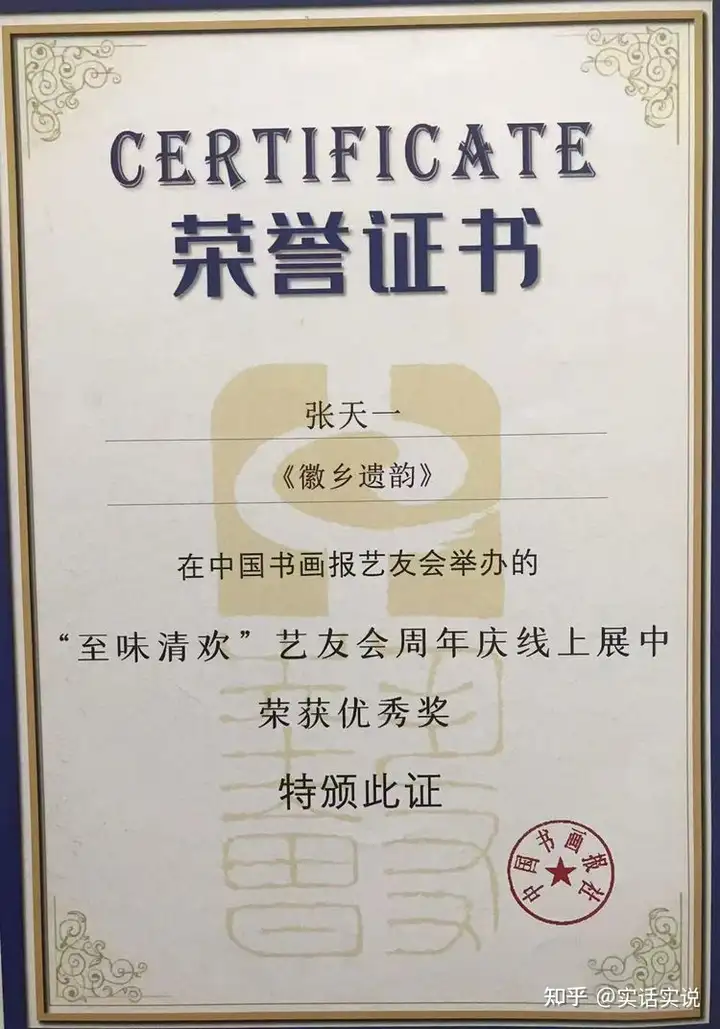 CERTIFICATE
荣誉证书
张天一
《徽乡遗韵》
在中国书画报艺友会举办的
“至味清欢”艺友会周年庆线上展中
荣获优秀奖
特颁此证
中国书画报社
知乎 @实话实说